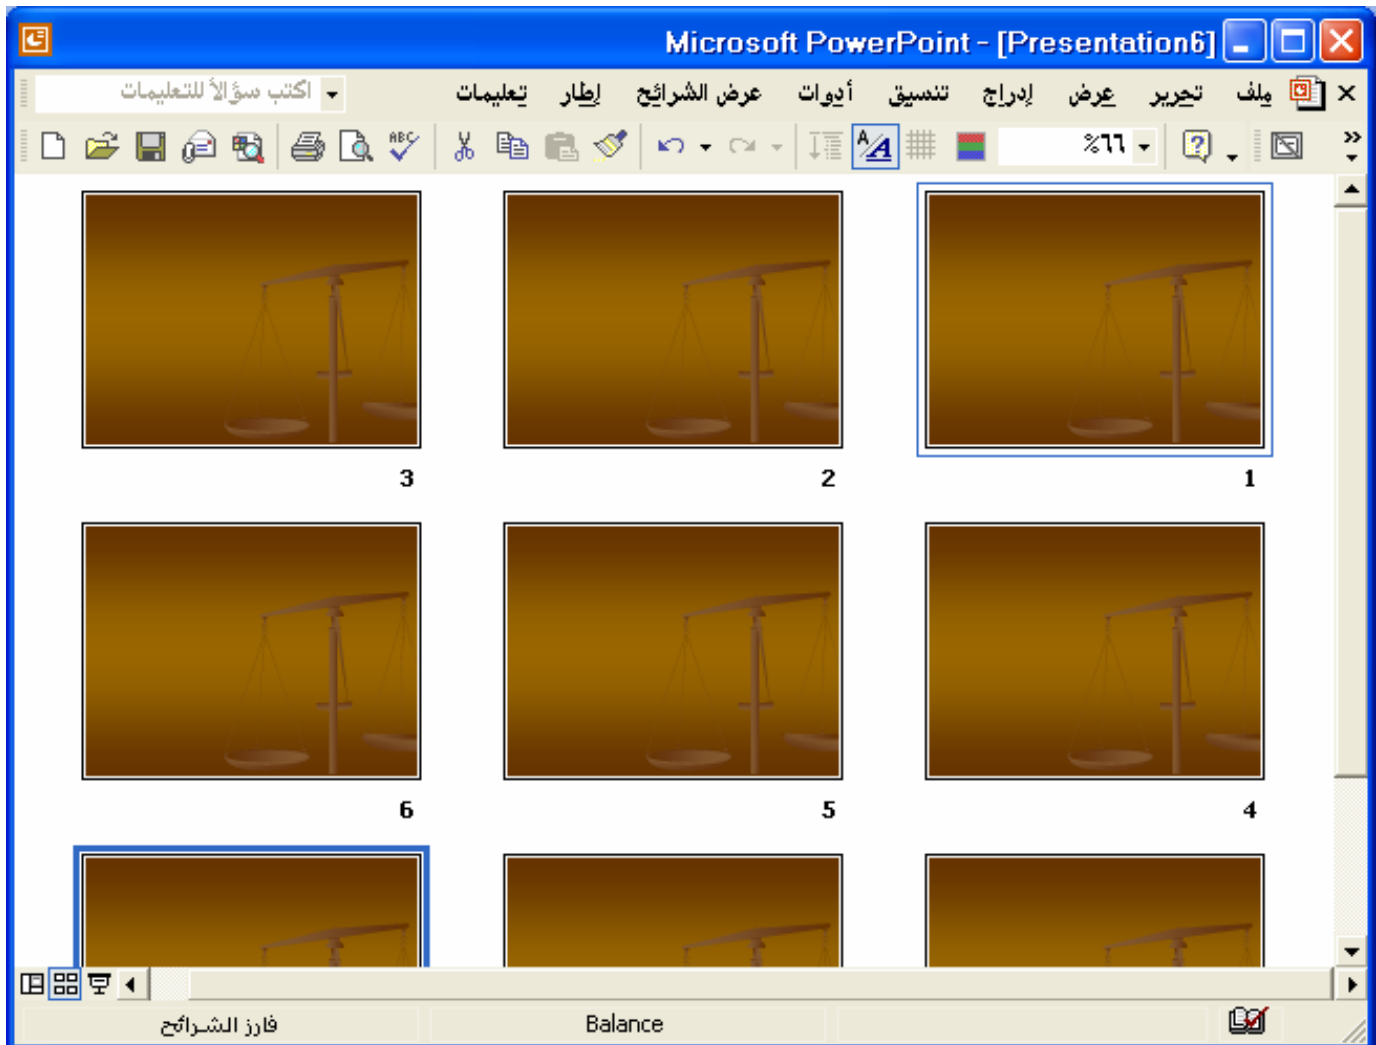 Microsoft PowerPoint - [Presentation6]
ملف تحرير عرض إدراج تنسيق أدوات عرض الشرائح إطار تعليمات اكتب سؤالاً للتعليمات
ABC A A %٦٦ ?
1 2 3
4 5 6
Balance فارز الشرائح